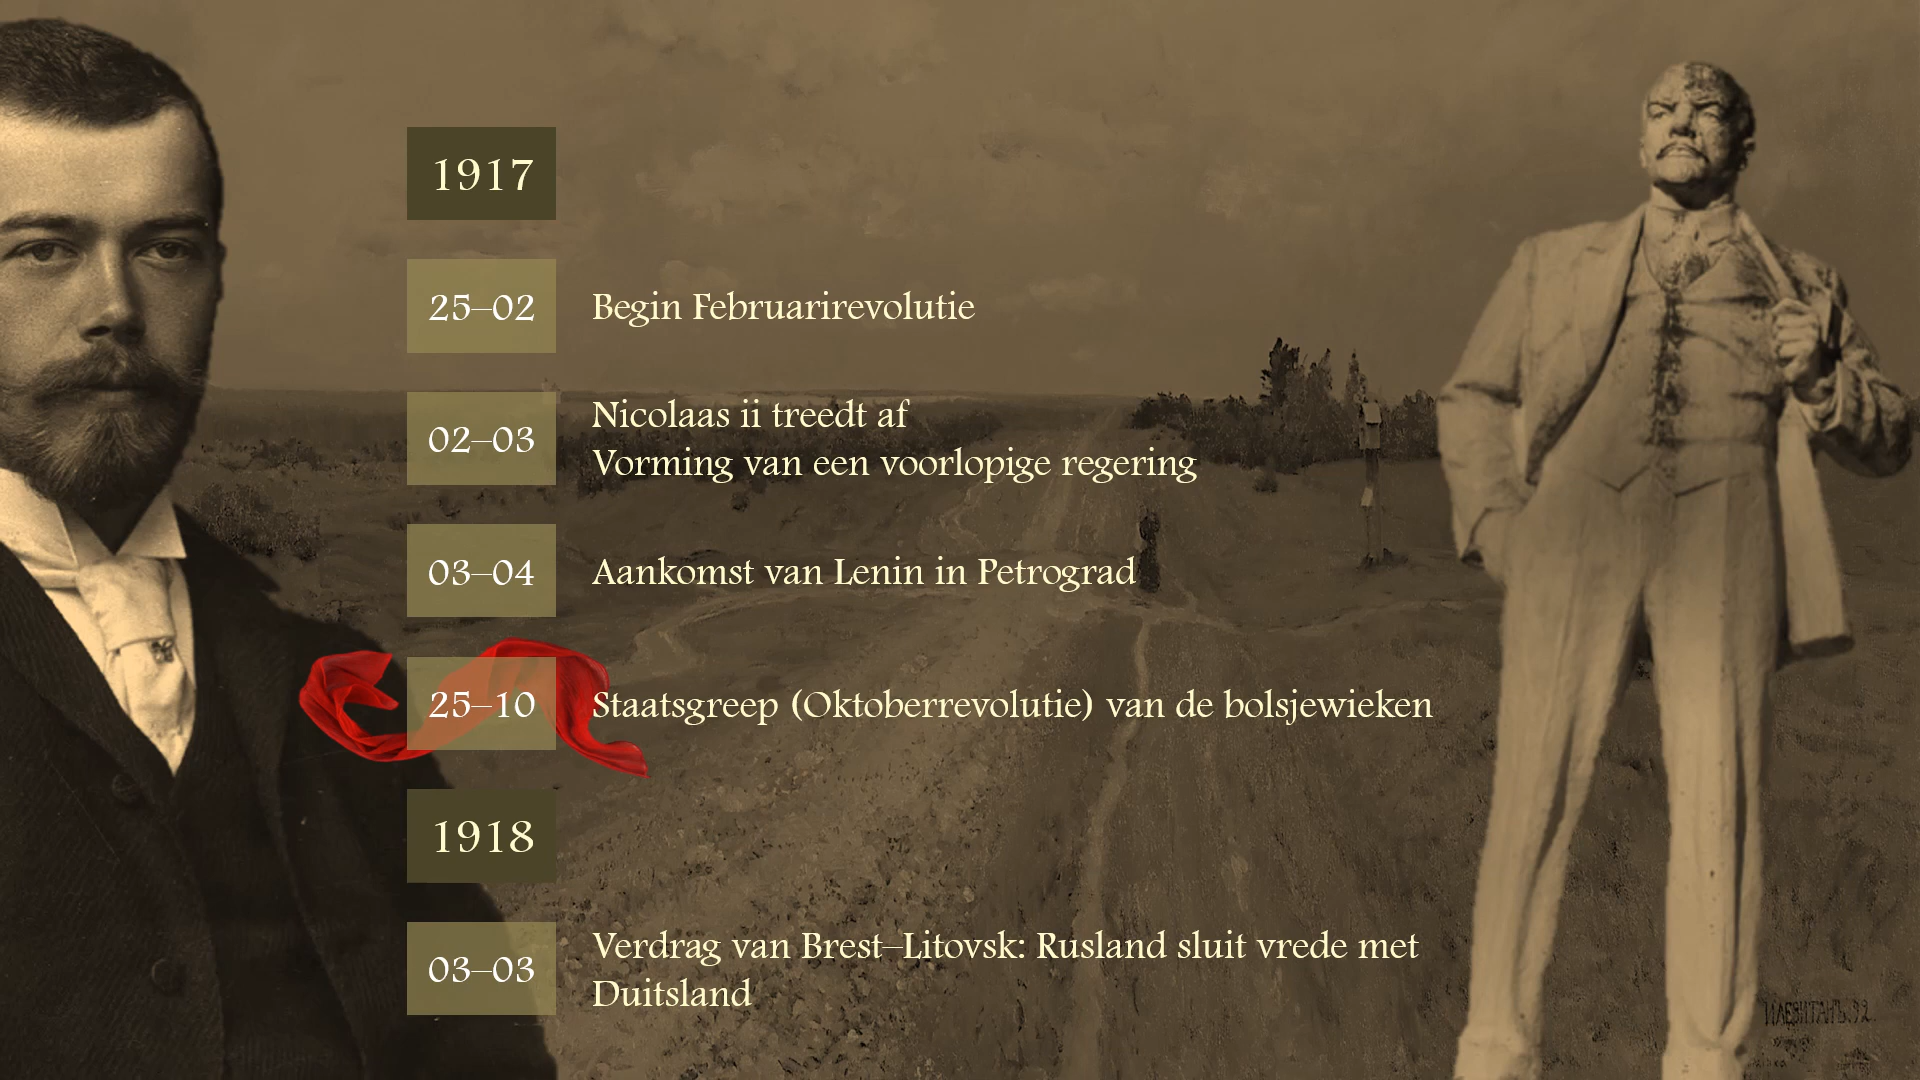 1917
25–02
Begin Februarirevolutie
02–03
Nicolaas ii treedt af
Vorming van een voorlopige regering
03–04
Aankomst van Lenin in Petrograd
25–10
Staatsgreep (Oktoberrevolutie) van de bolsjewieken
1918
03–03
Verdrag van Brest–Litovsk: Rusland sluit vrede met
Duitsland